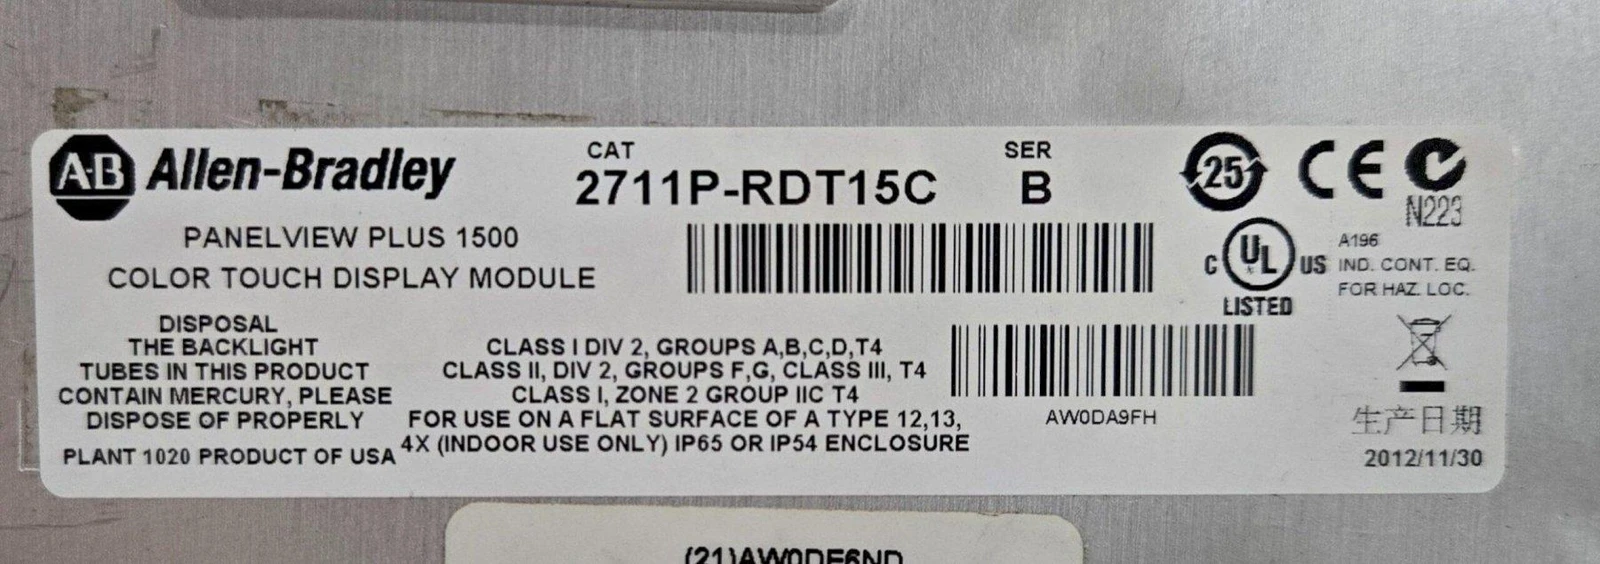 A-B Allen-Bradley
CAT
2711P-RDT15C
SER
B
25
CE
N223
PANELVIEW PLUS 1500
COLOR TOUCH DISPLAY MODULE
C UL US
LISTED
A196
IND. CONT. EQ.
FOR HAZ. LOC.
DISPOSAL
THE BACKLIGHT
TUBES IN THIS PRODUCT
CONTAIN MERCURY, PLEASE
DISPOSE OF PROPERLY
PLANT 1020 PRODUCT OF USA
CLASS I DIV 2, GROUPS A,B,C,D,T4
CLASS II, DIV 2, GROUPS F,G, CLASS III, T4
CLASS I, ZONE 2 GROUP IIC T4
FOR USE ON A FLAT SURFACE OF A TYPE 12,13,
4X (INDOOR USE ONLY) IP65 OR IP54 ENCLOSURE
AW0DA9FH
生产日期
2012/11/30
(21)AW0DE6ND